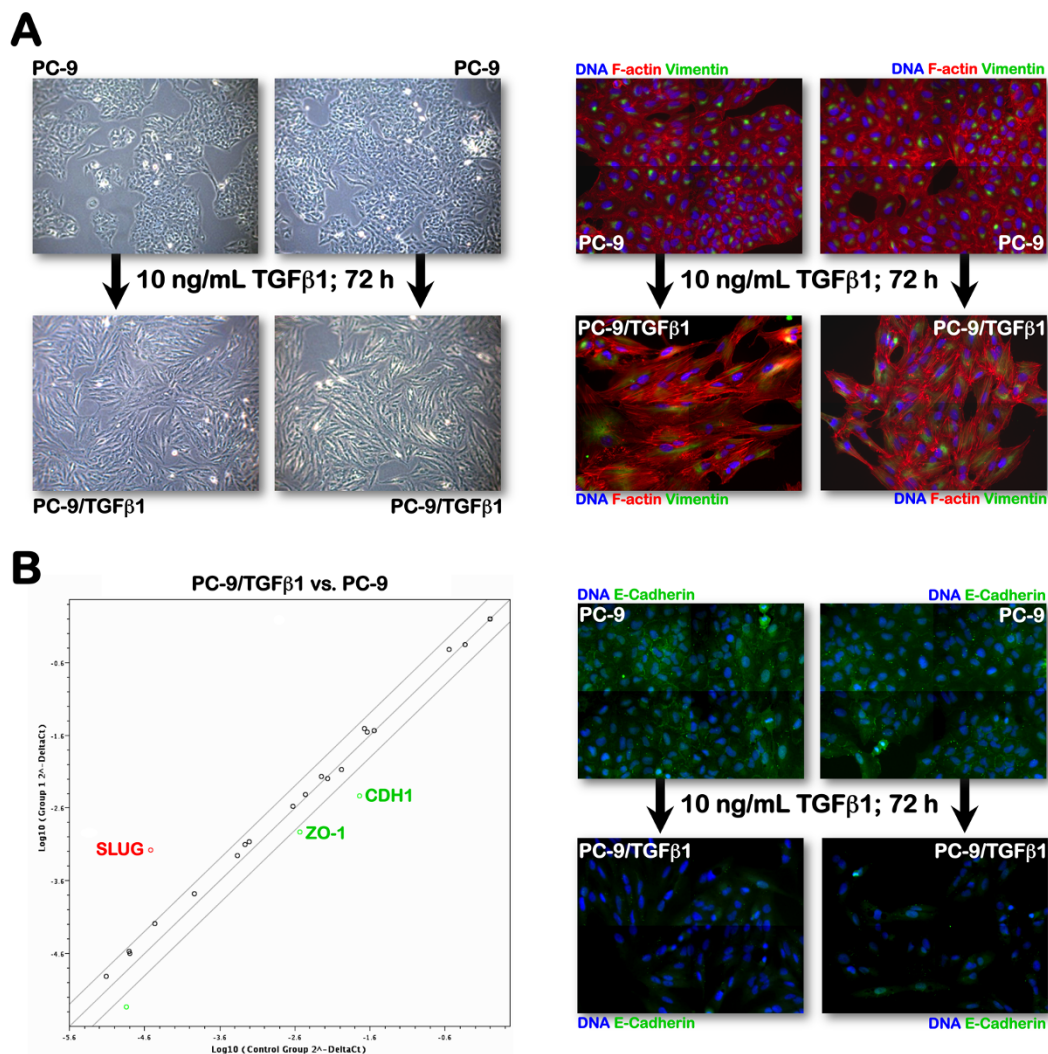 A
PC-9
PC-9
DNA F-actin Vimentin
DNA F-actin Vimentin
PC-9
PC-9
10 ng/mL TGFβ1; 72 h
10 ng/mL TGFβ1; 72 h
PC-9/TGFβ1
PC-9/TGFβ1
PC-9/TGFβ1
PC-9/TGFβ1
DNA F-actin Vimentin
DNA F-actin Vimentin
B
PC-9/TGFβ1 vs. PC-9
Log10 (Group 1 2^-DeltaCt)
-0.6
-1.6
-2.6
-3.6
-4.6
CDH1
ZO-1
SLUG
-5.6
-4.6
-3.6
-2.6
-1.6
-0.6
Log10 (Control Group 2^-DeltaCt)
DNA E-Cadherin
DNA E-Cadherin
PC-9
PC-9
10 ng/mL TGFβ1; 72 h
PC-9/TGFβ1
PC-9/TGFβ1
DNA E-Cadherin
DNA E-Cadherin